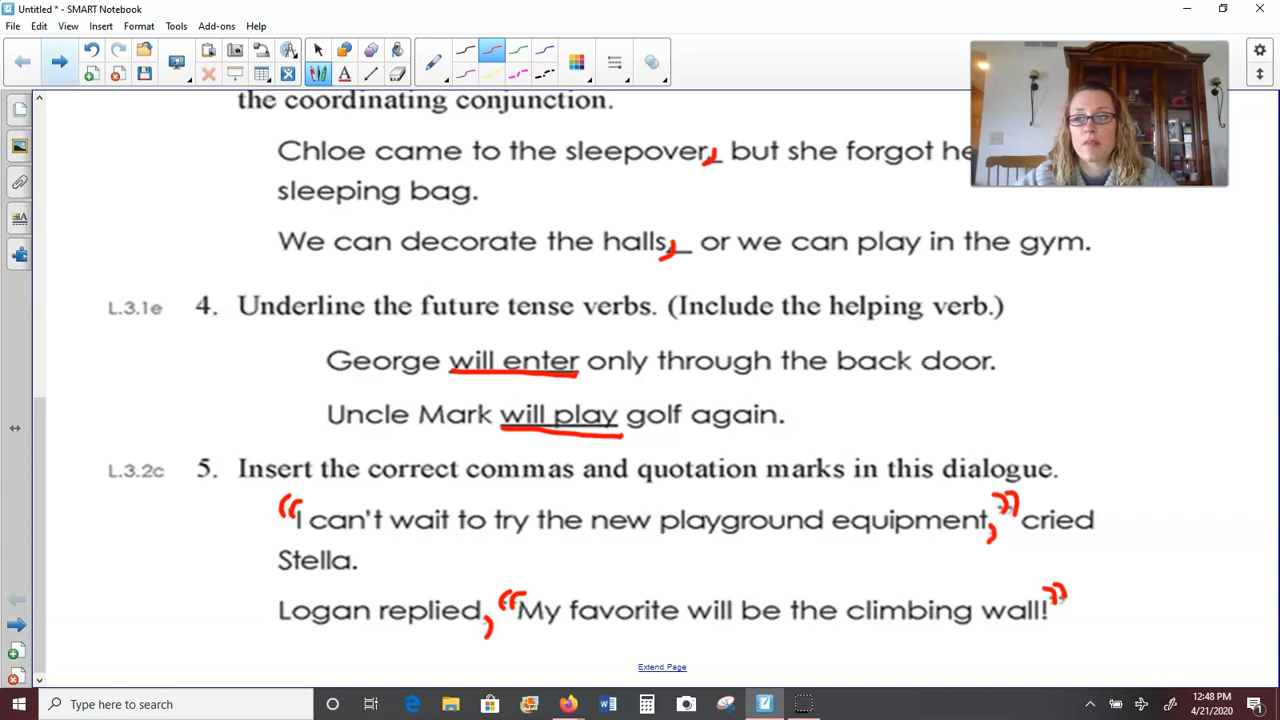 Untitled * - SMART Notebook
File Edit View Insert Format Tools Add-ons Help
the coordinating conjunction.
Chloe came to the sleepover, but she forgot he
sleeping bag.
We can decorate the halls, or we can play in the gym.
L.3.1e 4. Underline the future tense verbs. (Include the helping verb.)
George will enter only through the back door.
Uncle Mark will play golf again.
L.3.2c 5. Insert the correct commas and quotation marks in this dialogue.
“I can't wait to try the new playground equipment,” cried
Stella.
Logan replied, “My favorite will be the climbing wall!”
Extend Page
Type here to search
12:48 PM
4/21/2020